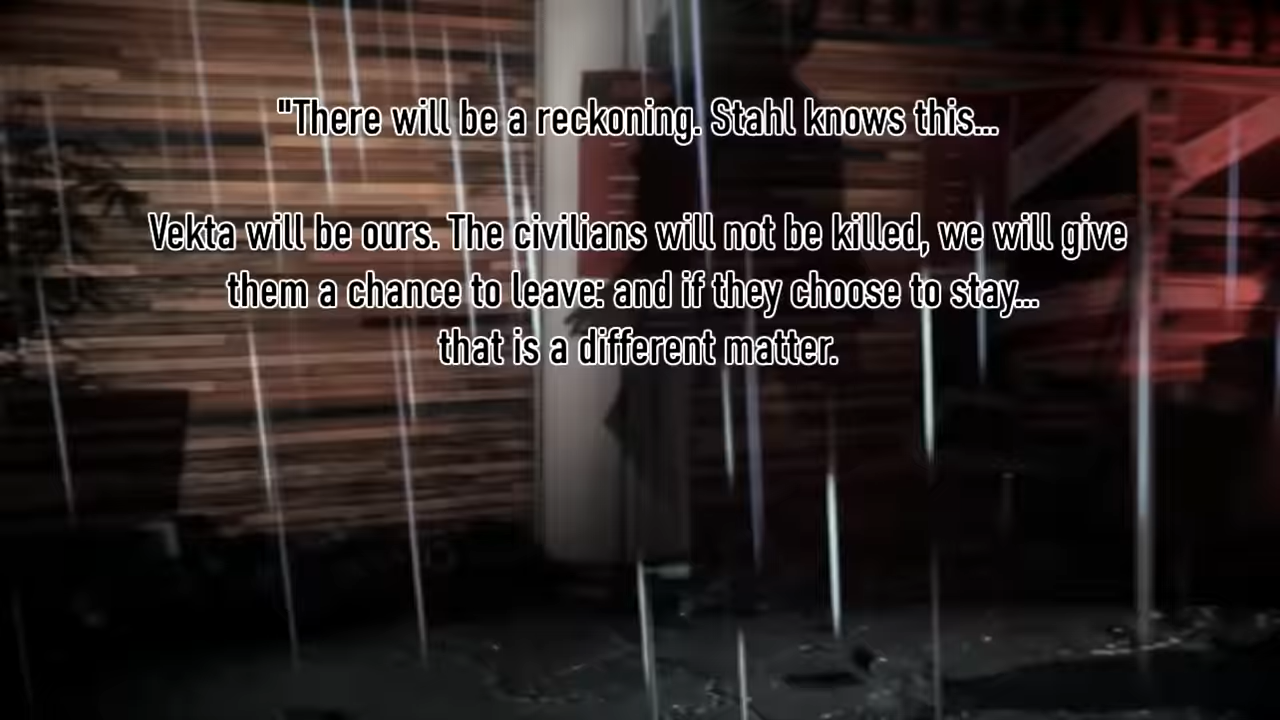 "There will be a reckoning. Stahl knows this...
Vekta will be ours. The civilians will not be killed, we will give
them a chance to leave: and if they choose to stay...
that is a different matter.